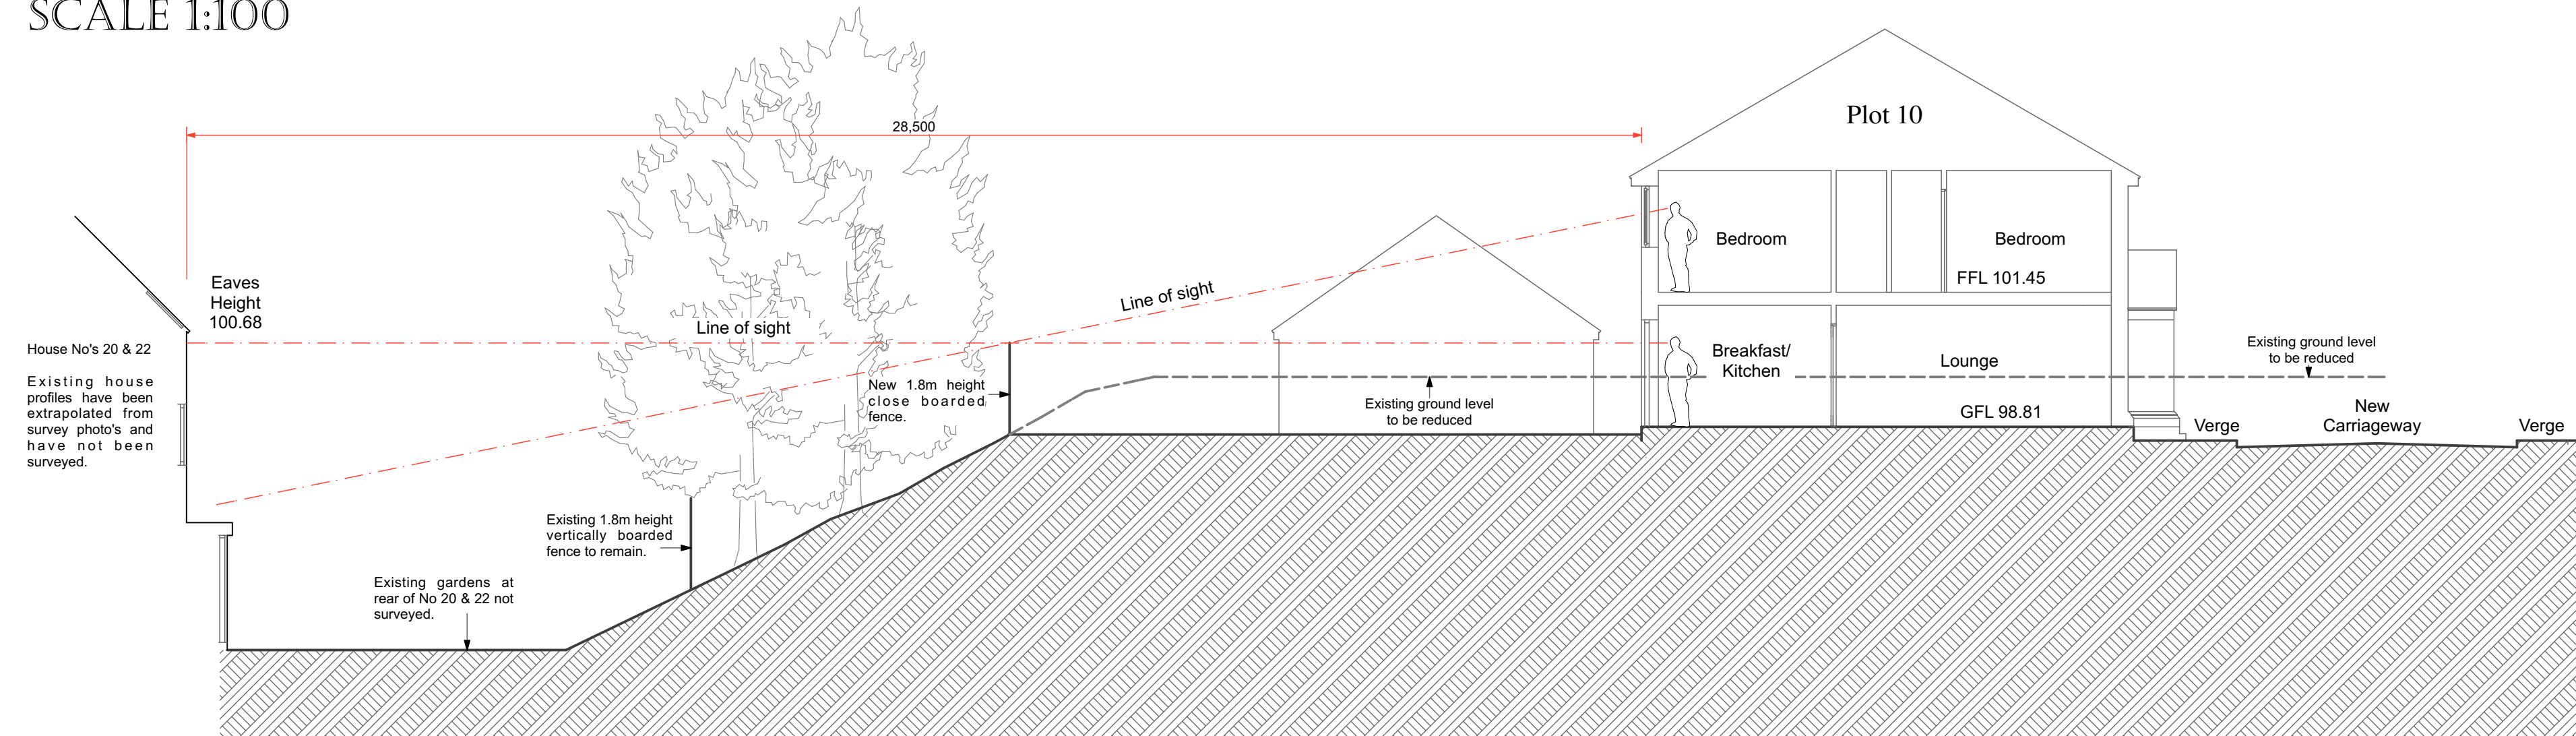 SCALE 1:100
28,500
Plot 10
Eaves
Height
100.68
House No's 20 & 22
Existing house
profiles have been
extrapolated from
survey photo's and
have not been
surveyed.
Line of sight
Line of sight
New 1.8m height
close boarded
fence.
Existing 1.8m height
vertically boarded
fence to remain.
Existing gardens at
rear of No 20 & 22 not
surveyed.
Existing ground level
to be reduced
Bedroom
Bedroom
FFL 101.45
Breakfast/
Kitchen
Lounge
GFL 98.81
Existing ground level
to be reduced
Verge
New
Carriageway
Verge